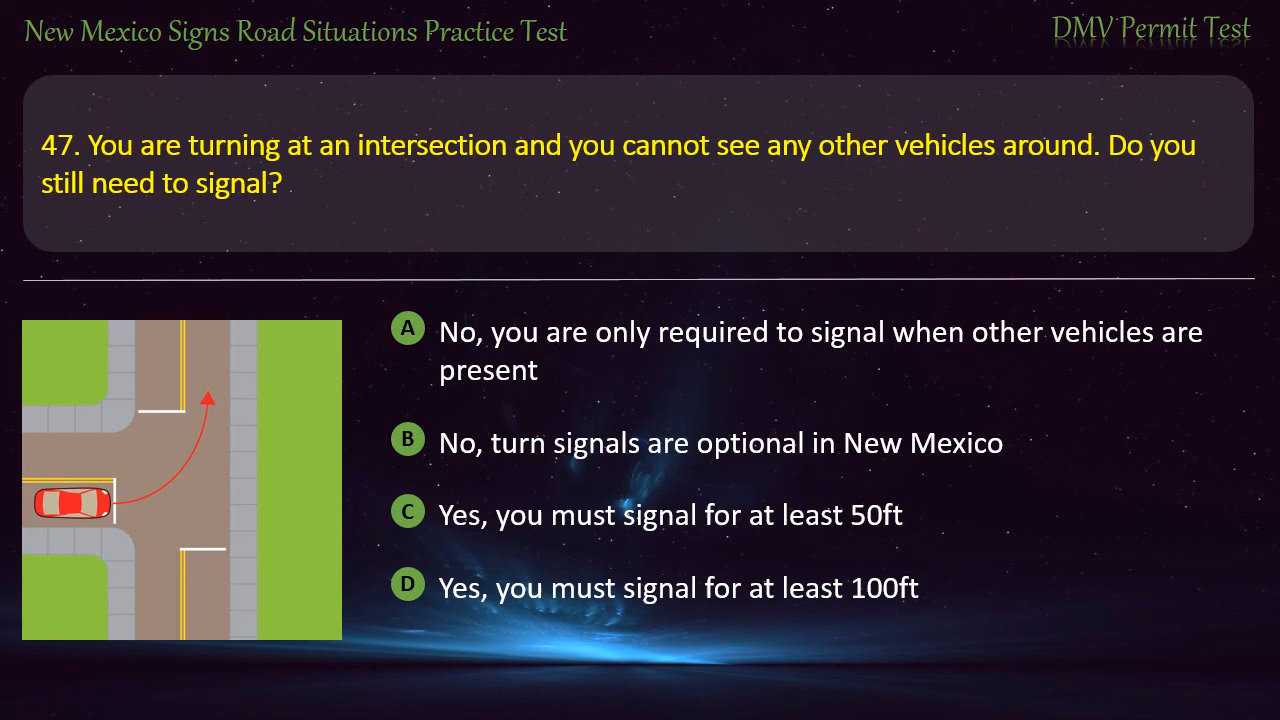 New Mexico Signs Road Situations Practice Test
DMV Permit Test
47. You are turning at an intersection and you cannot see any other vehicles around. Do you
still need to signal?
A No, you are only required to signal when other vehicles are
present
B No, turn signals are optional in New Mexico
C Yes, you must signal for at least 50ft
D Yes, you must signal for at least 100ft